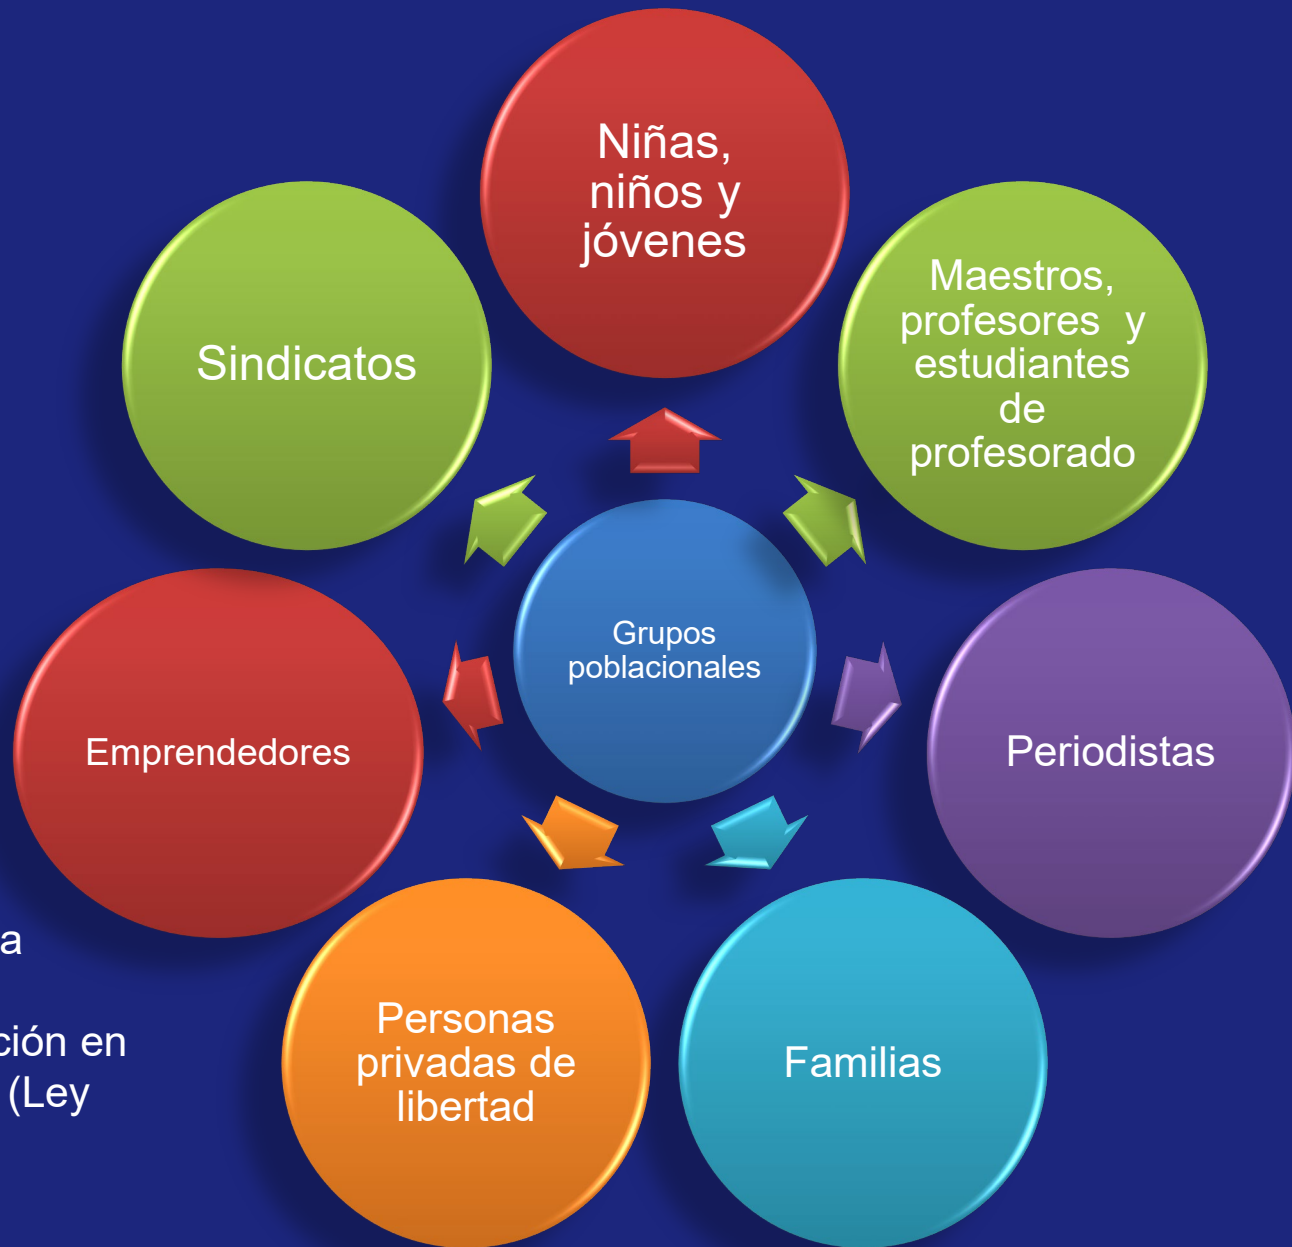 Niñas,
niños y
jóvenes
Maestros,
profesores y
estudiantes
de
profesorado
Sindicatos
Grupos
poblacionales
Emprendedores
Periodistas
Personas
privadas de
libertad
Familias
a
ción en
(Ley